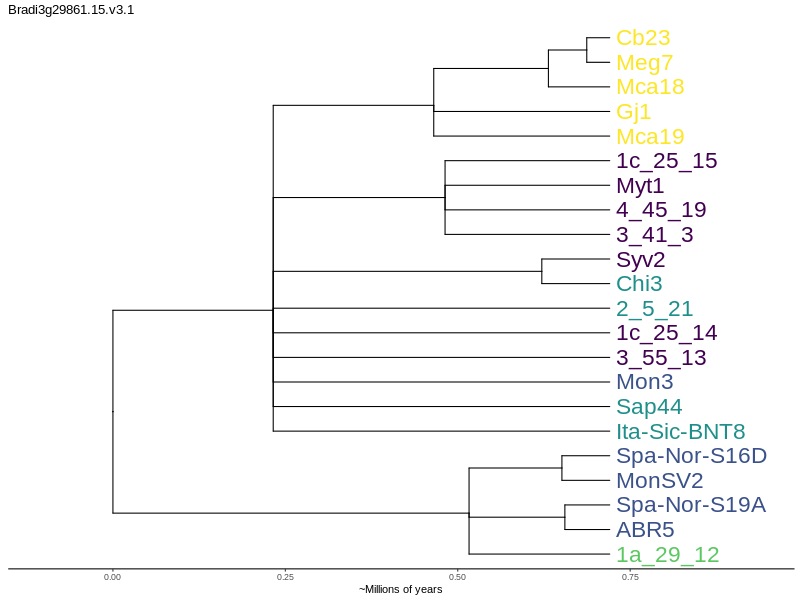 Bradi3g29861.15.v3.1
Cb23
Meg7
Mca18
Gj1
Mca19
1c_25_15
Myt1
4_45_19
3_41_3
Syv2
Chi3
2_5_21
1c_25_14
3_55_13
Mon3
Sap44
Ita-Sic-BNT8
Spa-Nor-S16D
MonSV2
Spa-Nor-S19A
ABR5
1a_29_12
0.00 0.25 0.50 0.75
~Millions of years